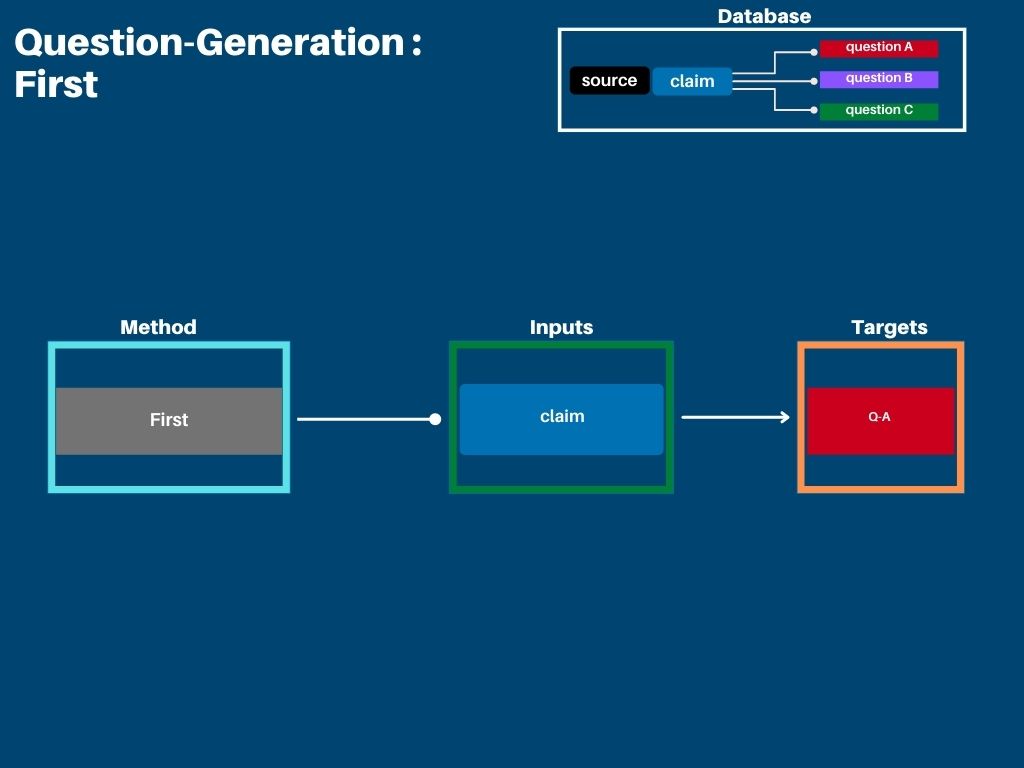 Question-Generation :
First
Database
source
claim
question A
question B
question C
Method
First
Inputs
claim
Targets
Q-A